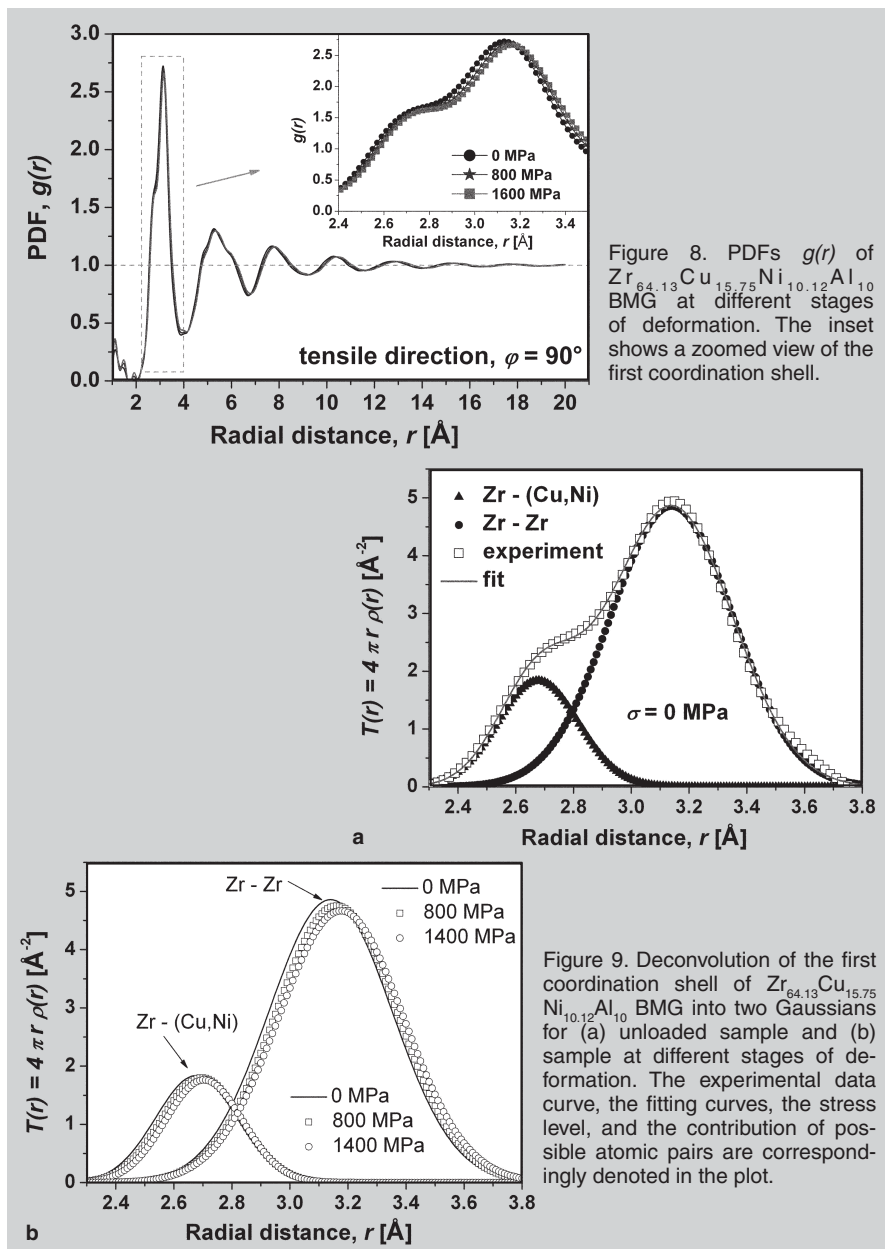 3.0
2.5
2.0
1.5
1.0
0.5
0.0
PDF, g(r)
2 4 6 8 10 12 14 16 18 20
Radial distance, r [Å]
tensile direction, φ = 90°
2.5
2.0
1.5
1.0
0.5
0.0
g(r)
0 MPa
800 MPa
1600 MPa
2.4 2.6 2.8 3.0 3.2 3.4
Radial distance, r [Å]
Figure 8. PDFs g(r) of
Zr64.13Cu15.75Ni10.12Al10
BMG at different stages
of deformation. The inset
shows a zoomed view of the
first coordination shell.
5
4
3
2
1
0
T(r) = 4 π r ρ(r) [Å-2]
Zr - (Cu,Ni)
Zr - Zr
experiment
fit
σ = 0 MPa
2.4 2.6 2.8 3.0 3.2 3.4 3.6 3.8
a
Radial distance, r [Å]
5
4
3
2
1
0
T(r) = 4 π r ρ(r) [Å-2]
Zr - Zr
0 MPa
800 MPa
1400 MPa
Zr - (Cu,Ni)
0 MPa
800 MPa
1400 MPa
2.4 2.6 2.8 3.0 3.2 3.4 3.6 3.8
b
Radial distance, r [Å]
Figure 9. Deconvolution of the first
coordination shell of Zr64.13Cu15.75
Ni10.12Al10 BMG into two Gaussians
for (a) unloaded sample and (b)
sample at different stages of de-
formation. The experimental data
curve, the fitting curves, the stress
level, and the contribution of pos-
sible atomic pairs are correspond-
ingly denoted in the plot.